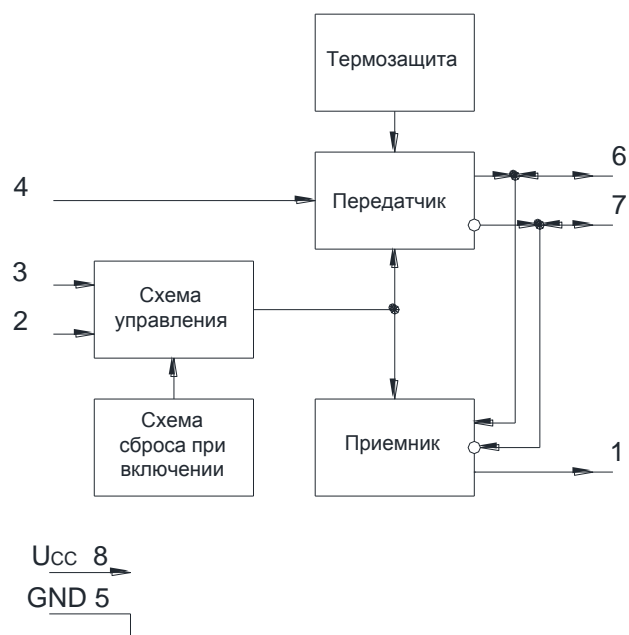 Термозащита
6
4
Передатчик
7
3
Схема
управления
2
Схема
сброса при
включении
Приемник
1
Ucc 8
GND 5